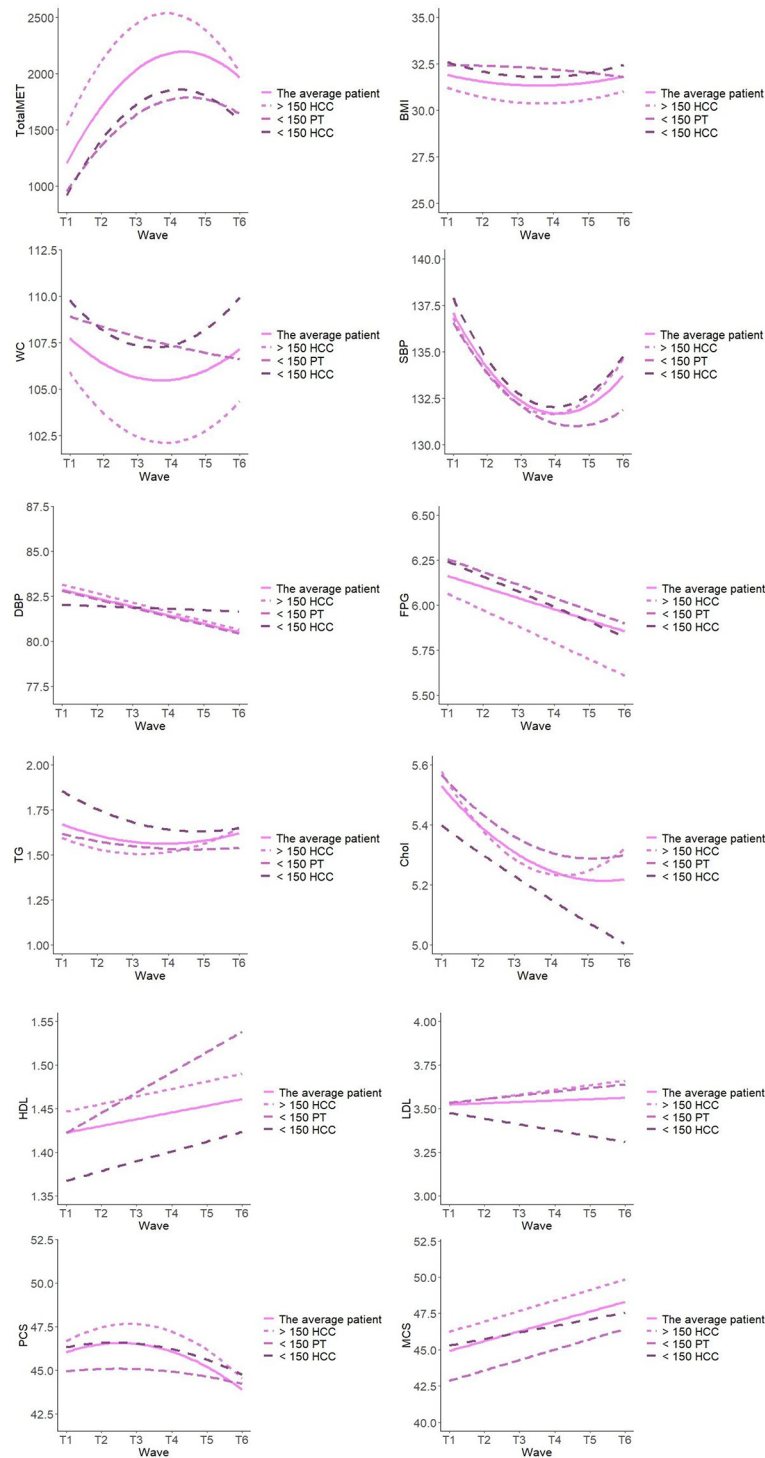 2500
2000
1500
1000
TotalMET
T1 T2 T3 T4 T5 T6
Wave
The average patient
> 150 HCC
< 150 PT
< 150 HCC
35.0
32.5
30.0
27.5
25.0
BMI
T1 T2 T3 T4 T5 T6
Wave
The average patient
> 150 HCC
< 150 PT
< 150 HCC
112.5
110.0
107.5
105.0
102.5
WC
T1 T2 T3 T4 T5 T6
Wave
The average patient
> 150 HCC
< 150 PT
< 150 HCC
140.0
137.5
135.0
132.5
130.0
SBP
T1 T2 T3 T4 T5 T6
Wave
The average patient
> 150 HCC
< 150 PT
< 150 HCC
87.5
85.0
82.5
80.0
77.5
DBP
T1 T2 T3 T4 T5 T6
Wave
The average patient
> 150 HCC
< 150 PT
< 150 HCC
6.50
6.25
6.00
5.75
5.50
FPG
T1 T2 T3 T4 T5 T6
Wave
The average patient
> 150 HCC
< 150 PT
< 150 HCC
2.00
1.75
1.50
1.25
1.00
TG
T1 T2 T3 T4 T5 T6
Wave
The average patient
> 150 HCC
< 150 PT
< 150 HCC
5.6
5.4
5.2
5.0
Chol
T1 T2 T3 T4 T5 T6
Wave
The average patient
> 150 HCC
< 150 PT
< 150 HCC
1.55
1.50
1.45
1.40
1.35
HDL
T1 T2 T3 T4 T5 T6
Wave
The average patient
> 150 HCC
< 150 PT
< 150 HCC
4.00
3.75
3.50
3.25
3.00
LDL
T1 T2 T3 T4 T5 T6
Wave
The average patient
> 150 HCC
< 150 PT
< 150 HCC
52.5
50.0
47.5
45.0
42.5
PCS
T1 T2 T3 T4 T5 T6
Wave
The average patient
> 150 HCC
< 150 PT
< 150 HCC
52.5
50.0
47.5
45.0
42.5
40.0
MCS
T1 T2 T3 T4 T5 T6
Wave
The average patient
> 150 HCC
< 150 PT
< 150 HCC